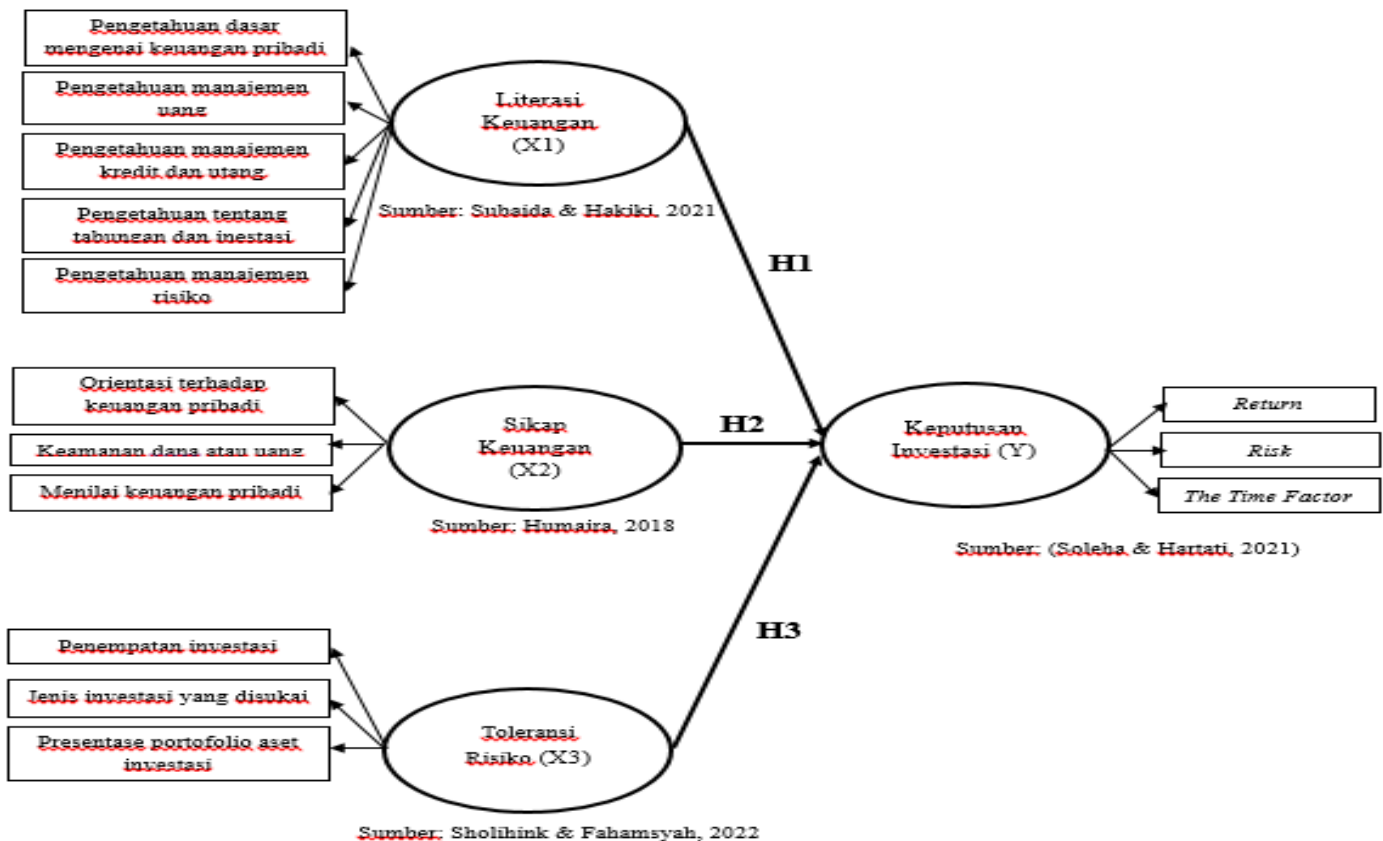 Pengetahuan dasar
mengenai keuangan pribadi
Pengetahuan manajemen
uang
Pengetahuan manajemen
kredit dan utang
Pengetahuan tentang
tabungan dan inestasi
Pengetahuan manajemen
risiko
Literasi
Keuangan
(X1)
Sumber: Subaida & Hakiki, 2021
H1
Orientasi terhadap
keuangan pribadi
Keamanan dana atau uang
Menilai keuangan pribadi
Sikap
Keuangan
(X2)
Sumber: Humaira, 2018
H2
Keputusan
Investasi (Y)
Return
Risk
The Time Factor
Sumber: (Soleha & Hartati, 2021)
H3
Penempatan investasi
Jenis investasi yang disukai
Presentase portofolio aset
investasi
Toleransi
Risiko (X3)
Sumber: Sholihink & Fahamsyah, 2022